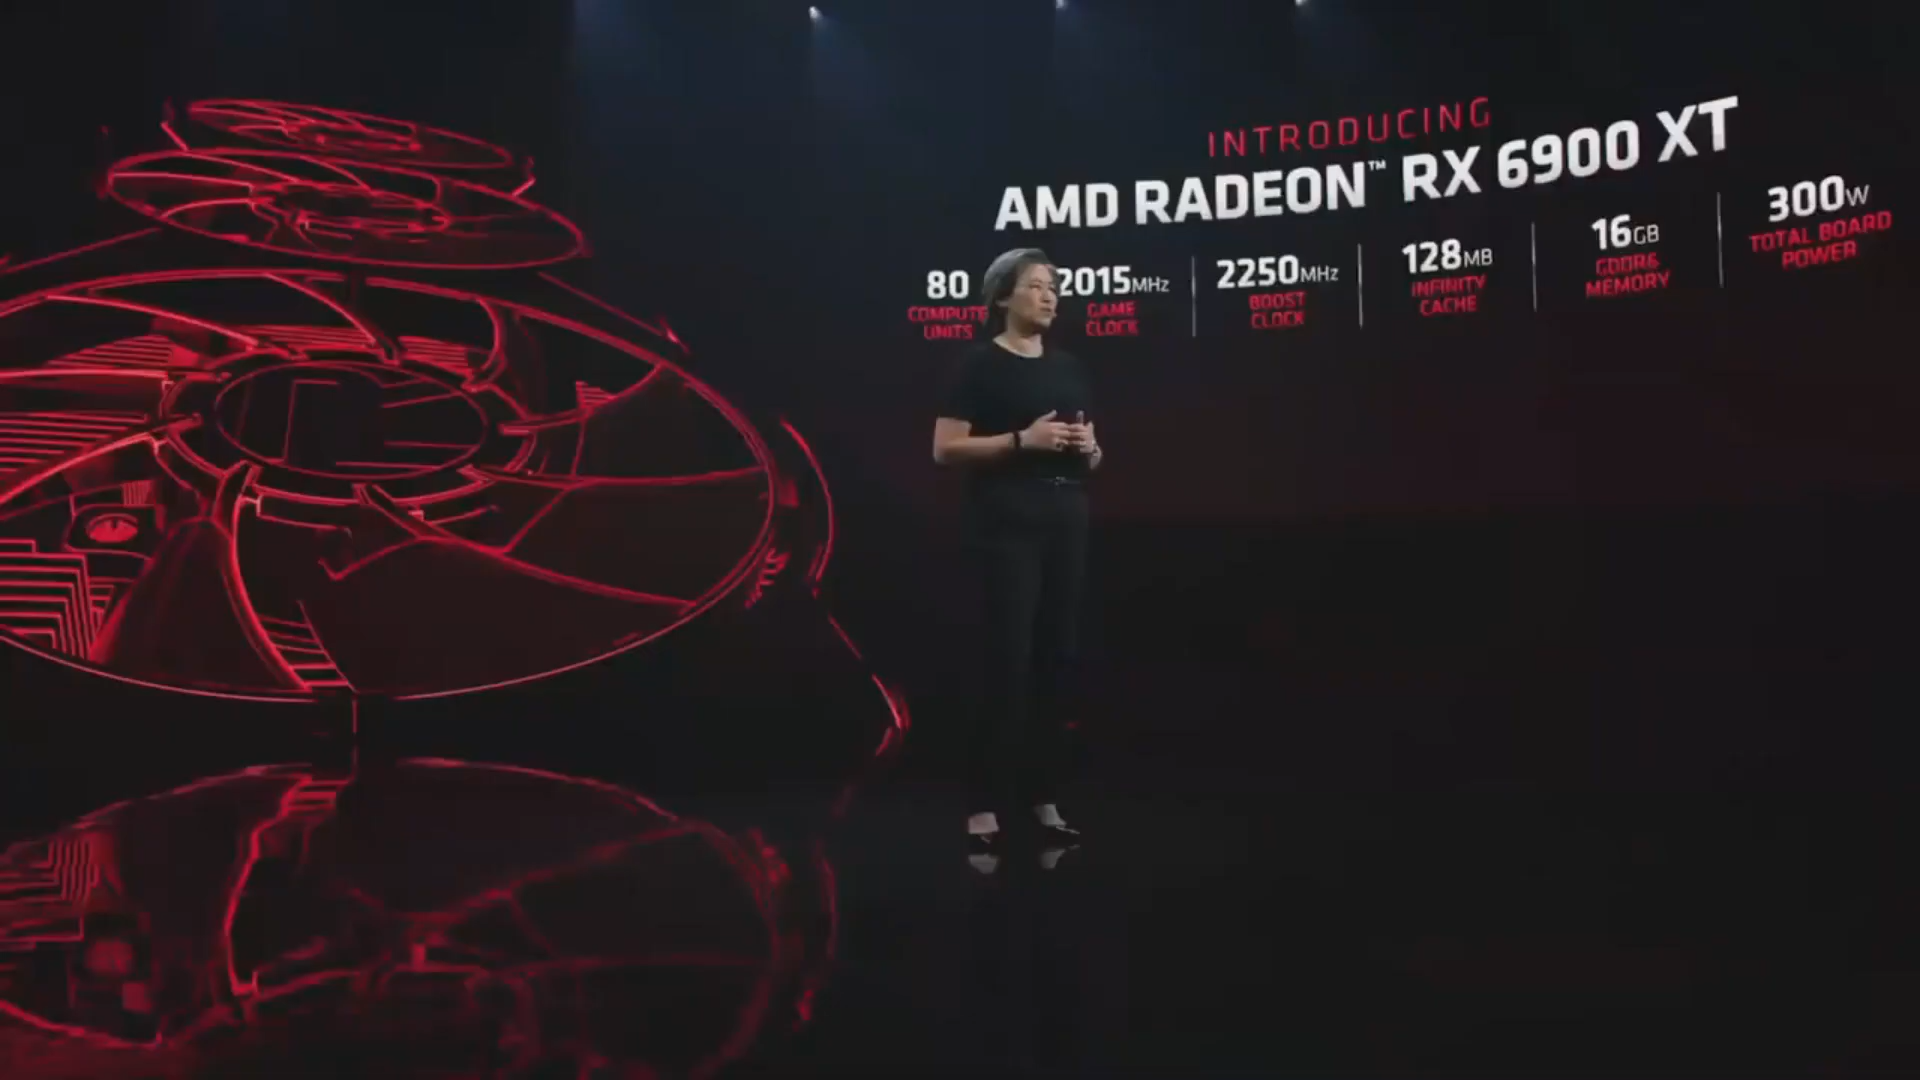 INTRODUCING
AMD RADEON™ RX 6900 XT
80
COMPUTE
UNITS
2015MHz
GAME
CLOCK
2250MHz
BOOST
CLOCK
128MB
INFINITY
CACHE
16GB
GDDR6
MEMORY
300W
TOTAL BOARD
POWER